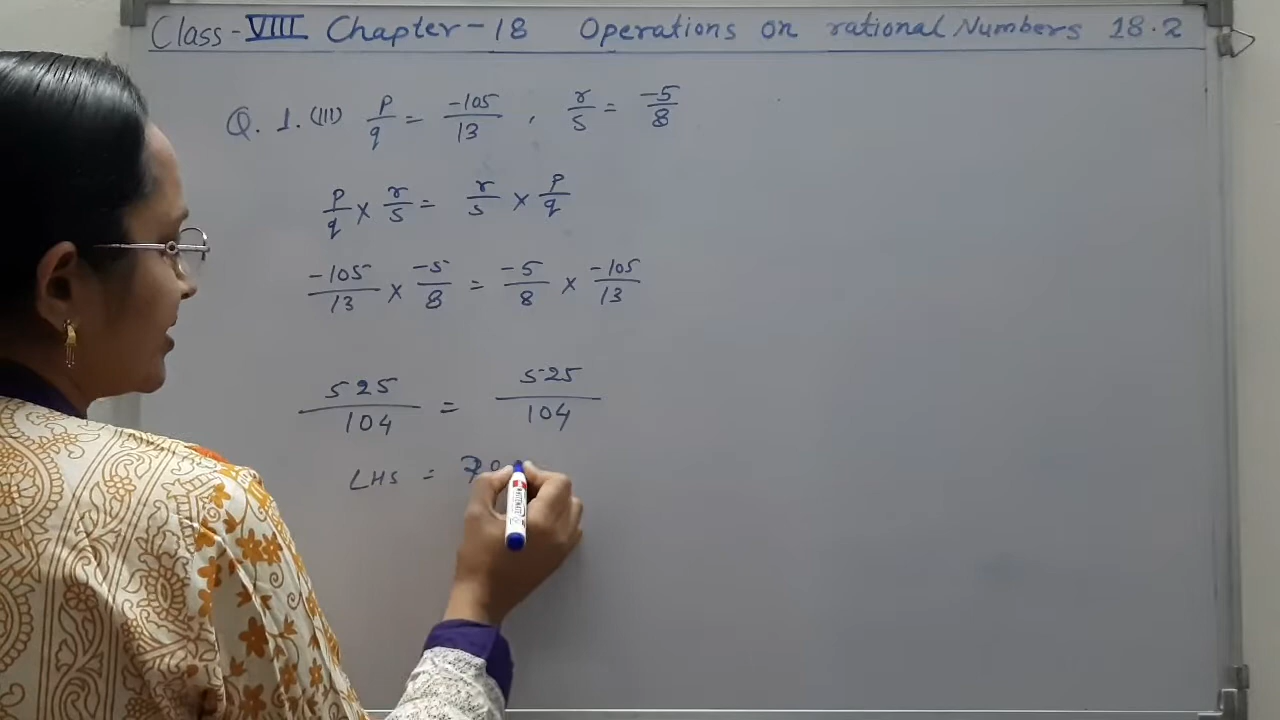 Class-VIII Chapter-18 Operations on rational Numbers 18.2
Q. 1. (III) p/q = -105/13 , r/s = -5/8
p/q × r/s = r/s × p/q
-105/13 × -5/8 = -5/8 × -105/13
525/104 = 525/104
LHS =